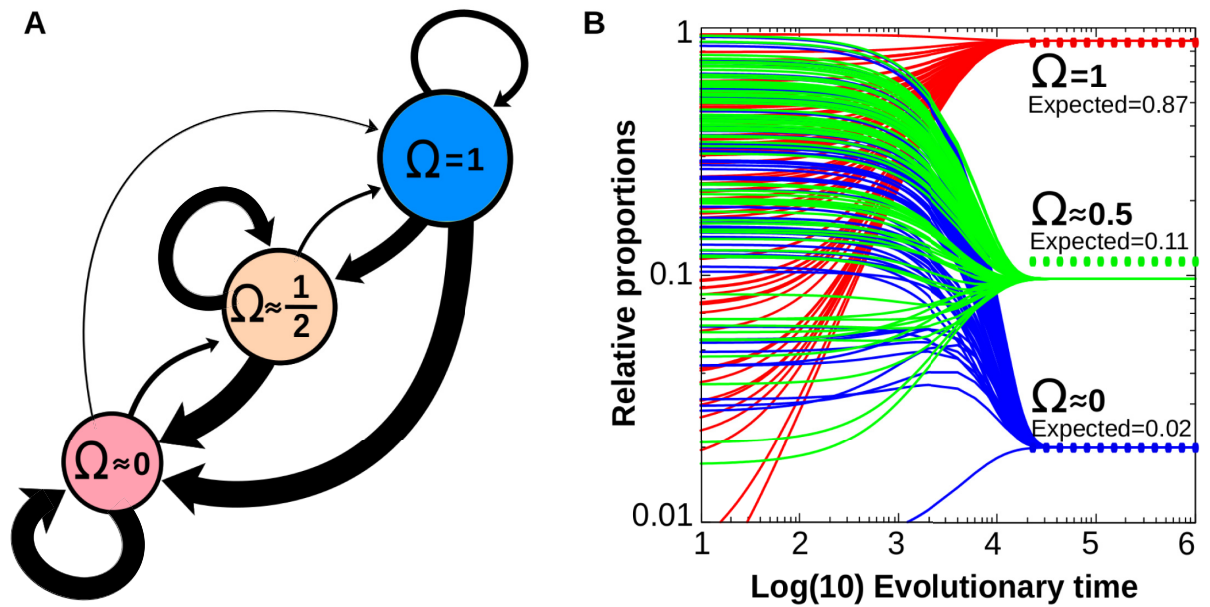 A
Ω=1
Ω≈1/2
Ω≈0
B
Relative proportions
1
0.1
0.01
Ω=1
Expected=0.87
Ω≈0.5
Expected=0.11
Ω≈0
Expected=0.02
1 2 3 4 5 6
Log(10) Evolutionary time